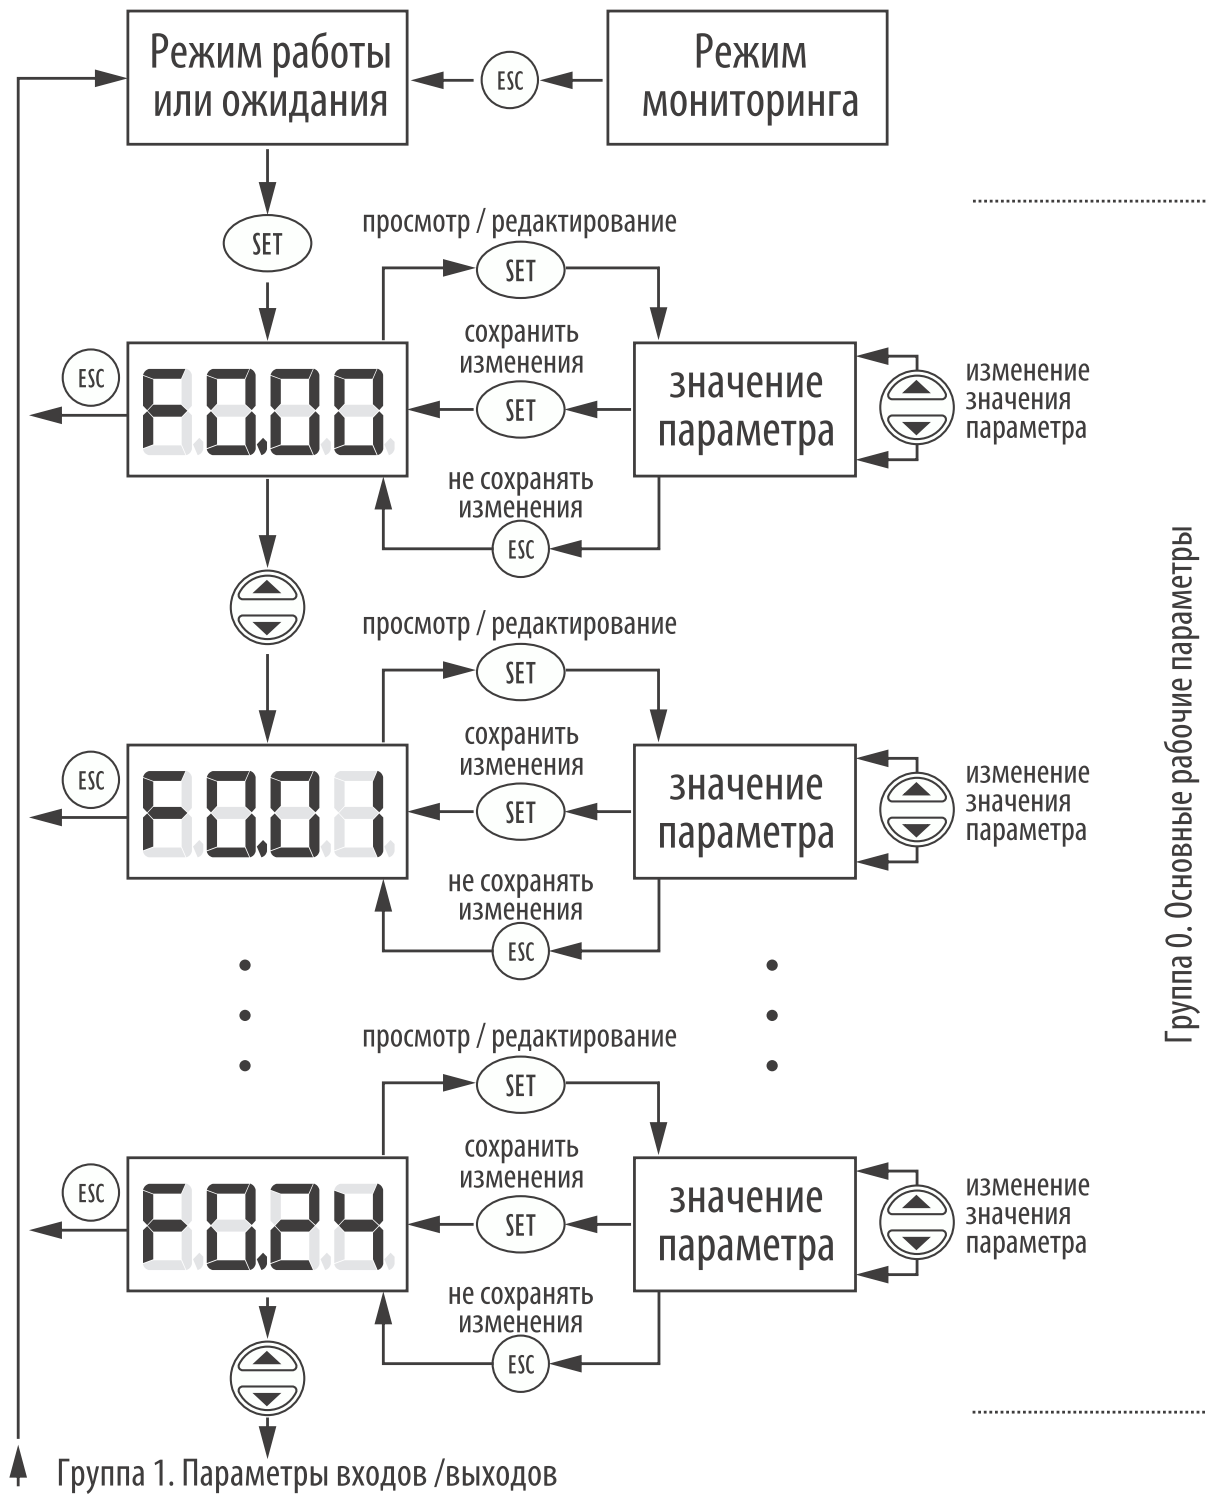 Режим работы
или ожидания
ESC
Режим
мониторинга
SET
просмотр / редактирование
SET
сохранить
изменения
SET
не сохранять
изменения
ESC
ESC
F0.00
значение
параметра
изменение
значения
параметра
просмотр / редактирование
SET
сохранить
изменения
SET
не сохранять
изменения
ESC
ESC
F0.01
значение
параметра
изменение
значения
параметра
просмотр / редактирование
SET
сохранить
изменения
SET
не сохранять
изменения
ESC
ESC
F0.24
значение
параметра
изменение
значения
параметра
Группа 0. Основные рабочие параметры
Группа 1. Параметры входов /выходов